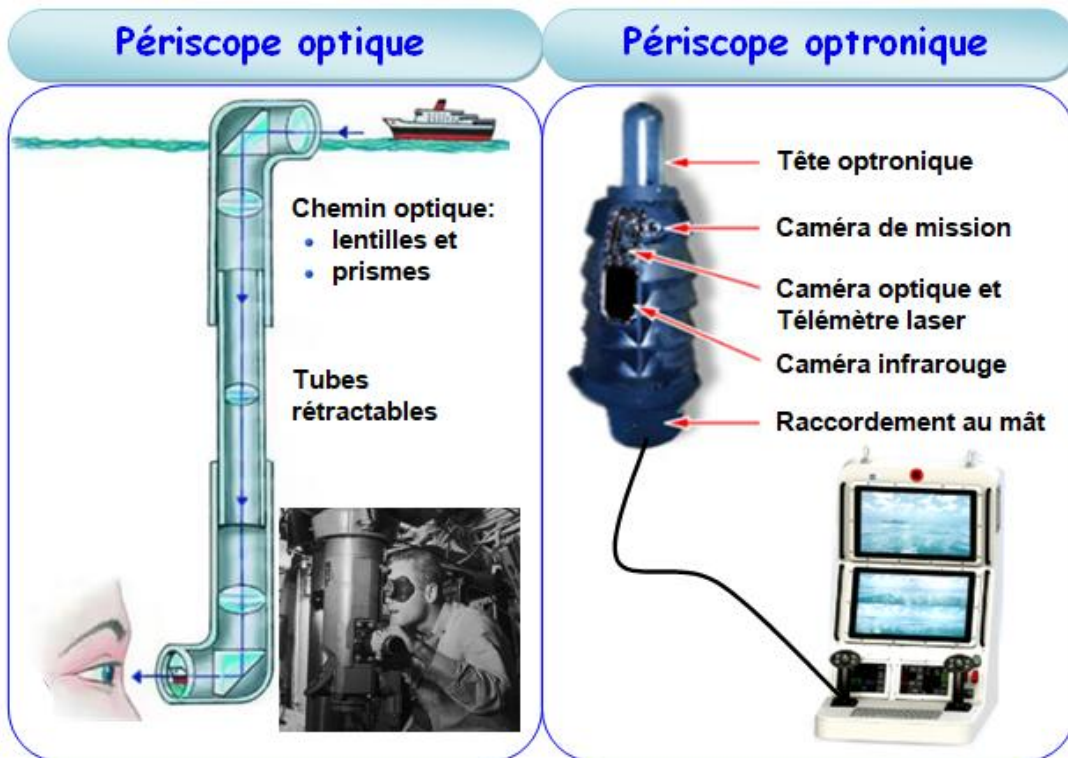 Périscope optique
Chemin optique:
• lentilles et
• prismes
Tubes
rétractables
Périscope optronique
Tête optronique
Caméra de mission
Caméra optique et
Télémètre laser
Caméra infrarouge
Raccordement au mât